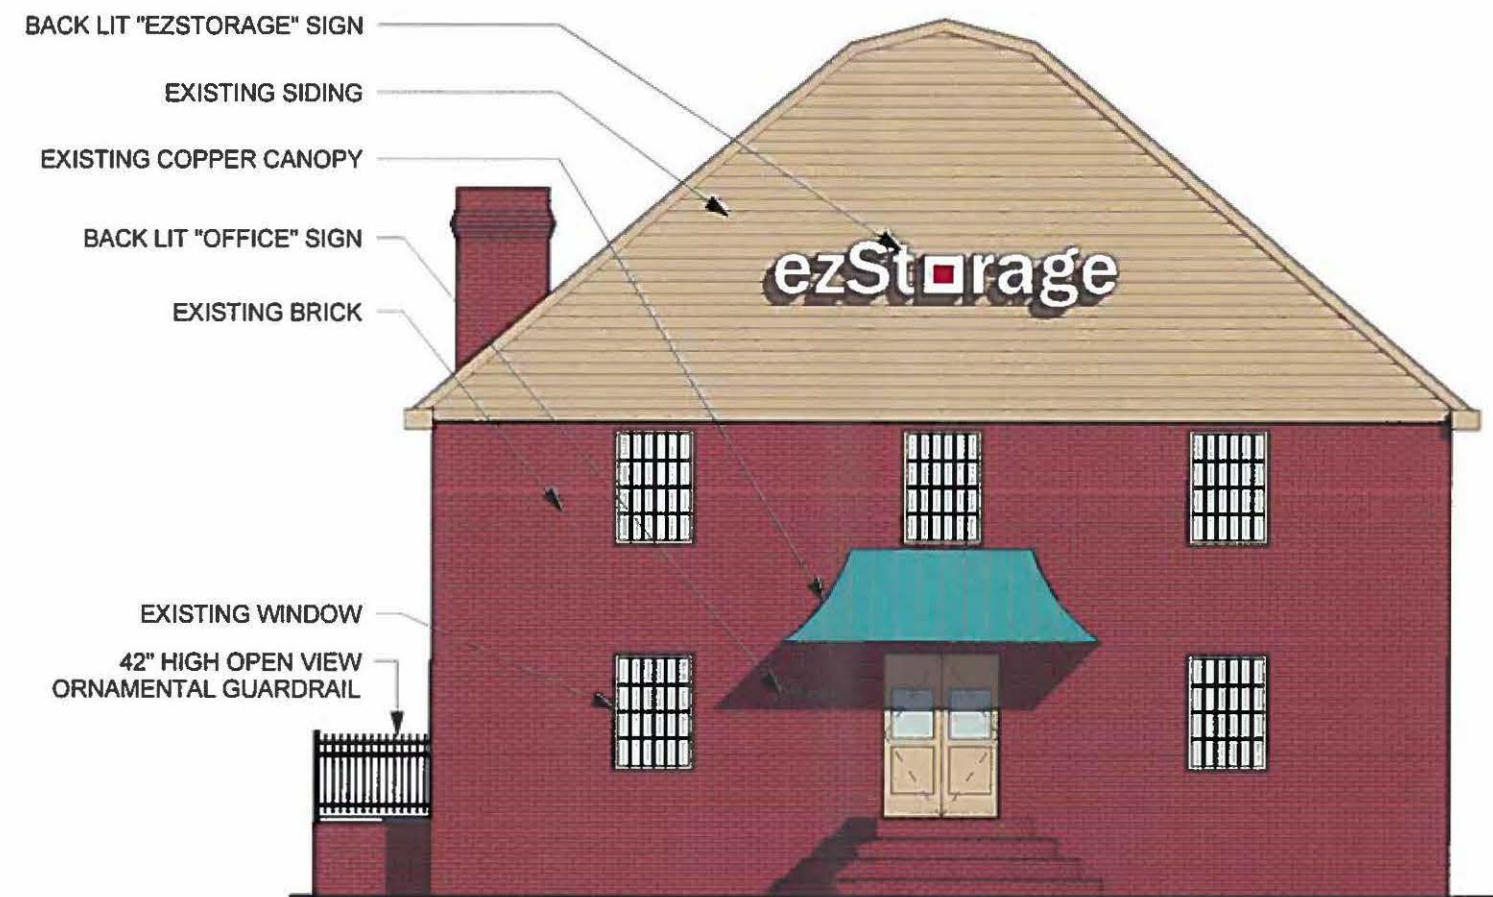 BACK LIT "EZSTORAGE" SIGN
EXISTING SIDING
EXISTING COPPER CANOPY
BACK LIT "OFFICE" SIGN
EXISTING BRICK
EXISTING WINDOW
42" HIGH OPEN VIEW
ORNAMENTAL GUARDRAIL
ezStorage